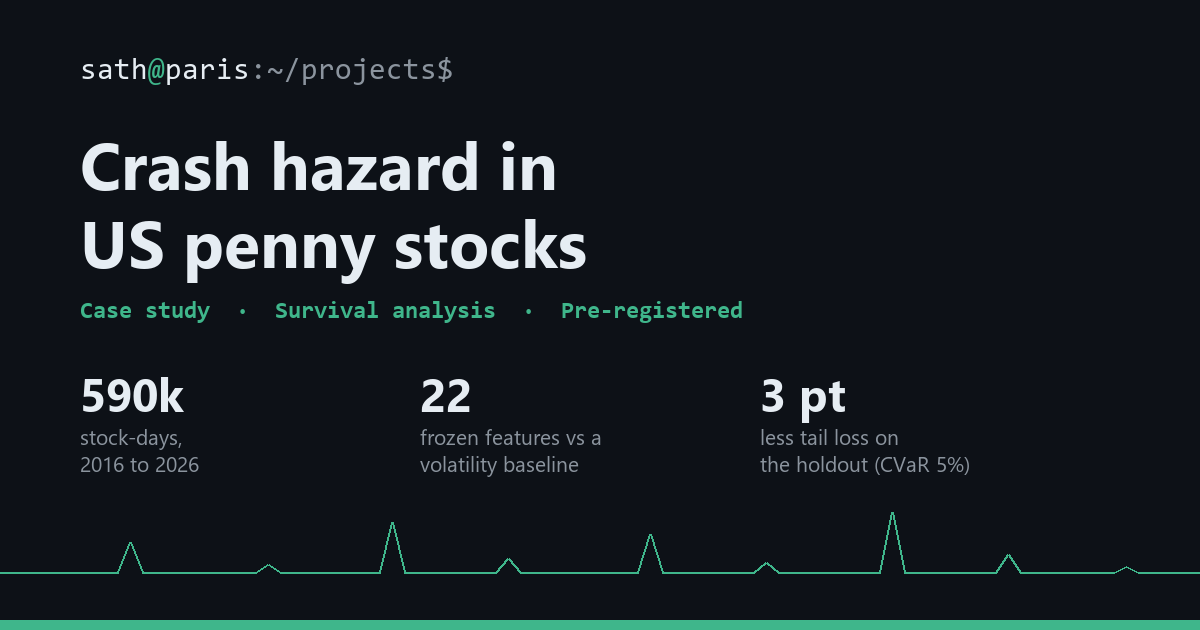 sath@paris:~/projects$
Crash hazard in
US penny stocks
Case study · Survival analysis · Pre-registered
590k
stock-days,
2016 to 2026
22
frozen features vs a
volatility baseline
3 pt
less tail loss on
the holdout (CVaR 5%)